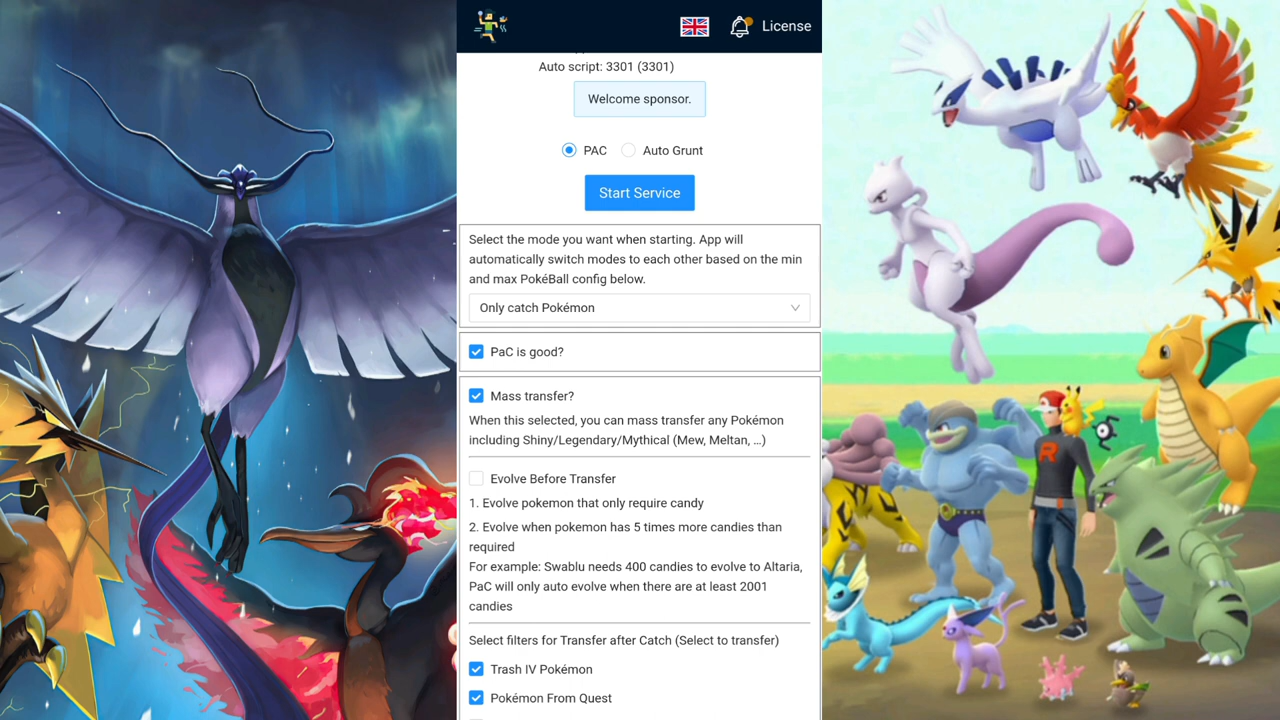 License
Auto script: 3301 (3301)
Welcome sponsor.
PAC
Auto Grunt
Start Service
Select the mode you want when starting. App will
automatically switch modes to each other based on the min
and max PokéBall config below.
Only catch Pokémon
PaC is good?
Mass transfer?
When this selected, you can mass transfer any Pokémon
including Shiny/Legendary/Mythical (Mew, Meltan, ...)
Evolve Before Transfer
1. Evolve pokemon that only require candy
2. Evolve when pokemon has 5 times more candies than
required
For example: Swablu needs 400 candies to evolve to Altaria,
PaC will only auto evolve when there are at least 2001
candies
Select filters for Transfer after Catch (Select to transfer)
Trash IV Pokémon
Pokémon From Quest
R